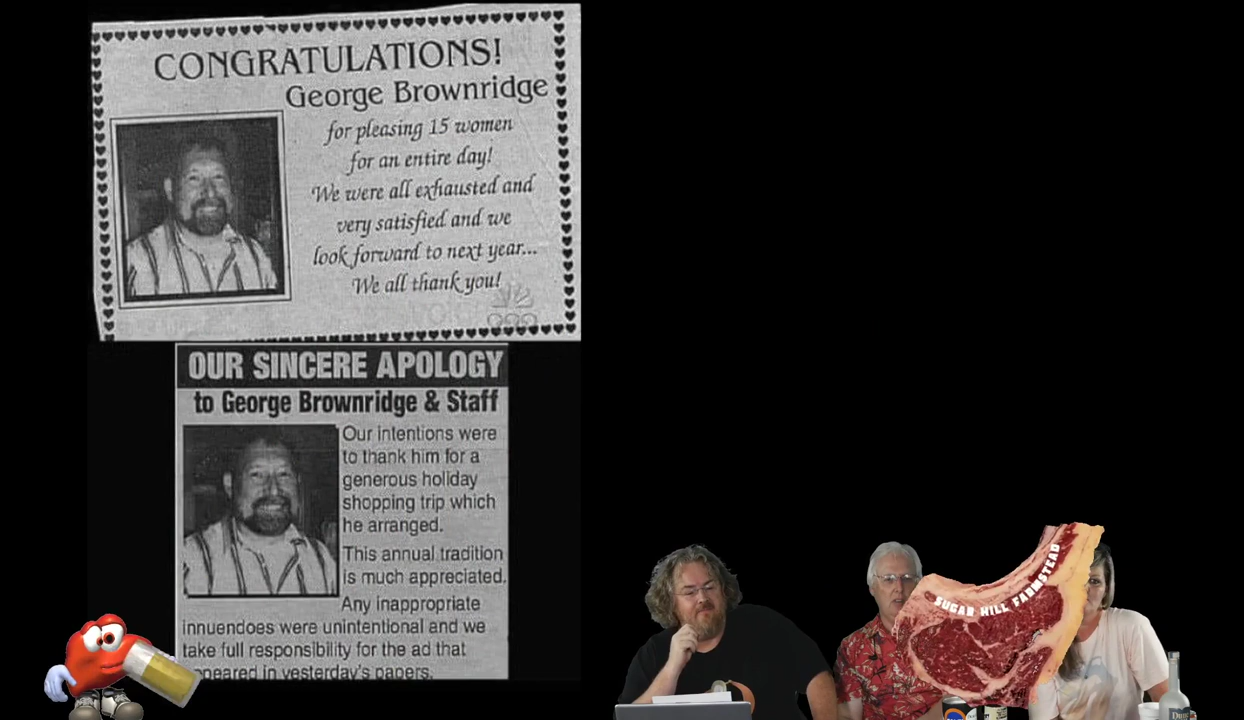 CONGRATULATIONS!
George Brownridge
for pleasing 15 women
for an entire day!
We were all exhausted and
very satisfied and we
look forward to next year...
We all thank you!
OUR SINCERE APOLOGY
to George Brownridge & Staff
Our intentions were
to thank him for a
generous holiday
shopping trip which
he arranged.
This annual tradition
is much appreciated.
Any inappropriate
innuendoes were unintentional and we
take full responsibility for the ad that
appeared in yesterday's papers.
SUGAR HILL FARMSTEAD